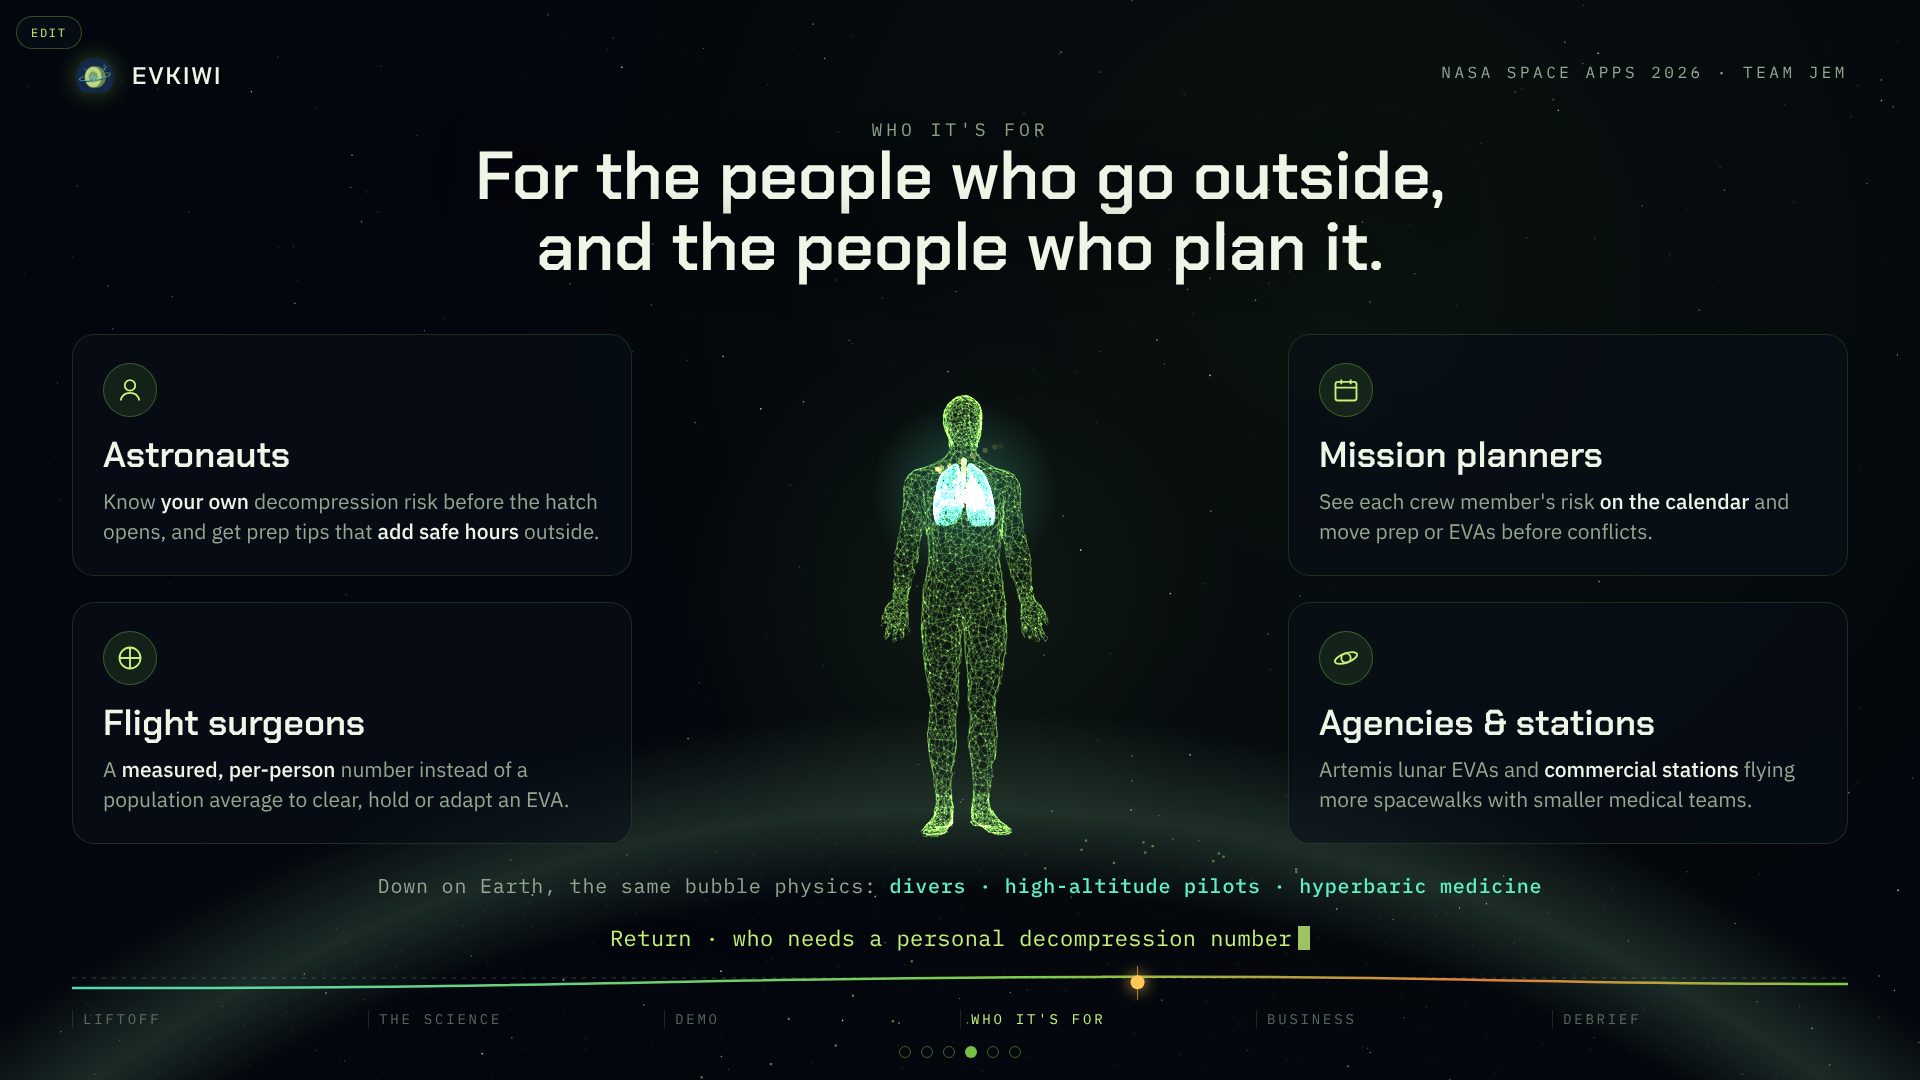 EDIT
EVKIWI
NASA SPACE APPS 2026 · TEAM JEM
WHO IT'S FOR
For the people who go outside,
and the people who plan it.
Astronauts
Know your own decompression risk before the hatch
opens, and get prep tips that add safe hours outside.
Mission planners
See each crew member's risk on the calendar and
move prep or EVAs before conflicts.
Flight surgeons
A measured, per-person number instead of a
population average to clear, hold or adapt an EVA.
Agencies & stations
Artemis lunar EVAs and commercial stations flying
more spacewalks with smaller medical teams.
Down on Earth, the same bubble physics: divers · high-altitude pilots · hyperbaric medicine
Return · who needs a personal decompression number
LIFTOFF
THE SCIENCE
DEMO
WHO IT'S FOR
BUSINESS
DEBRIEF